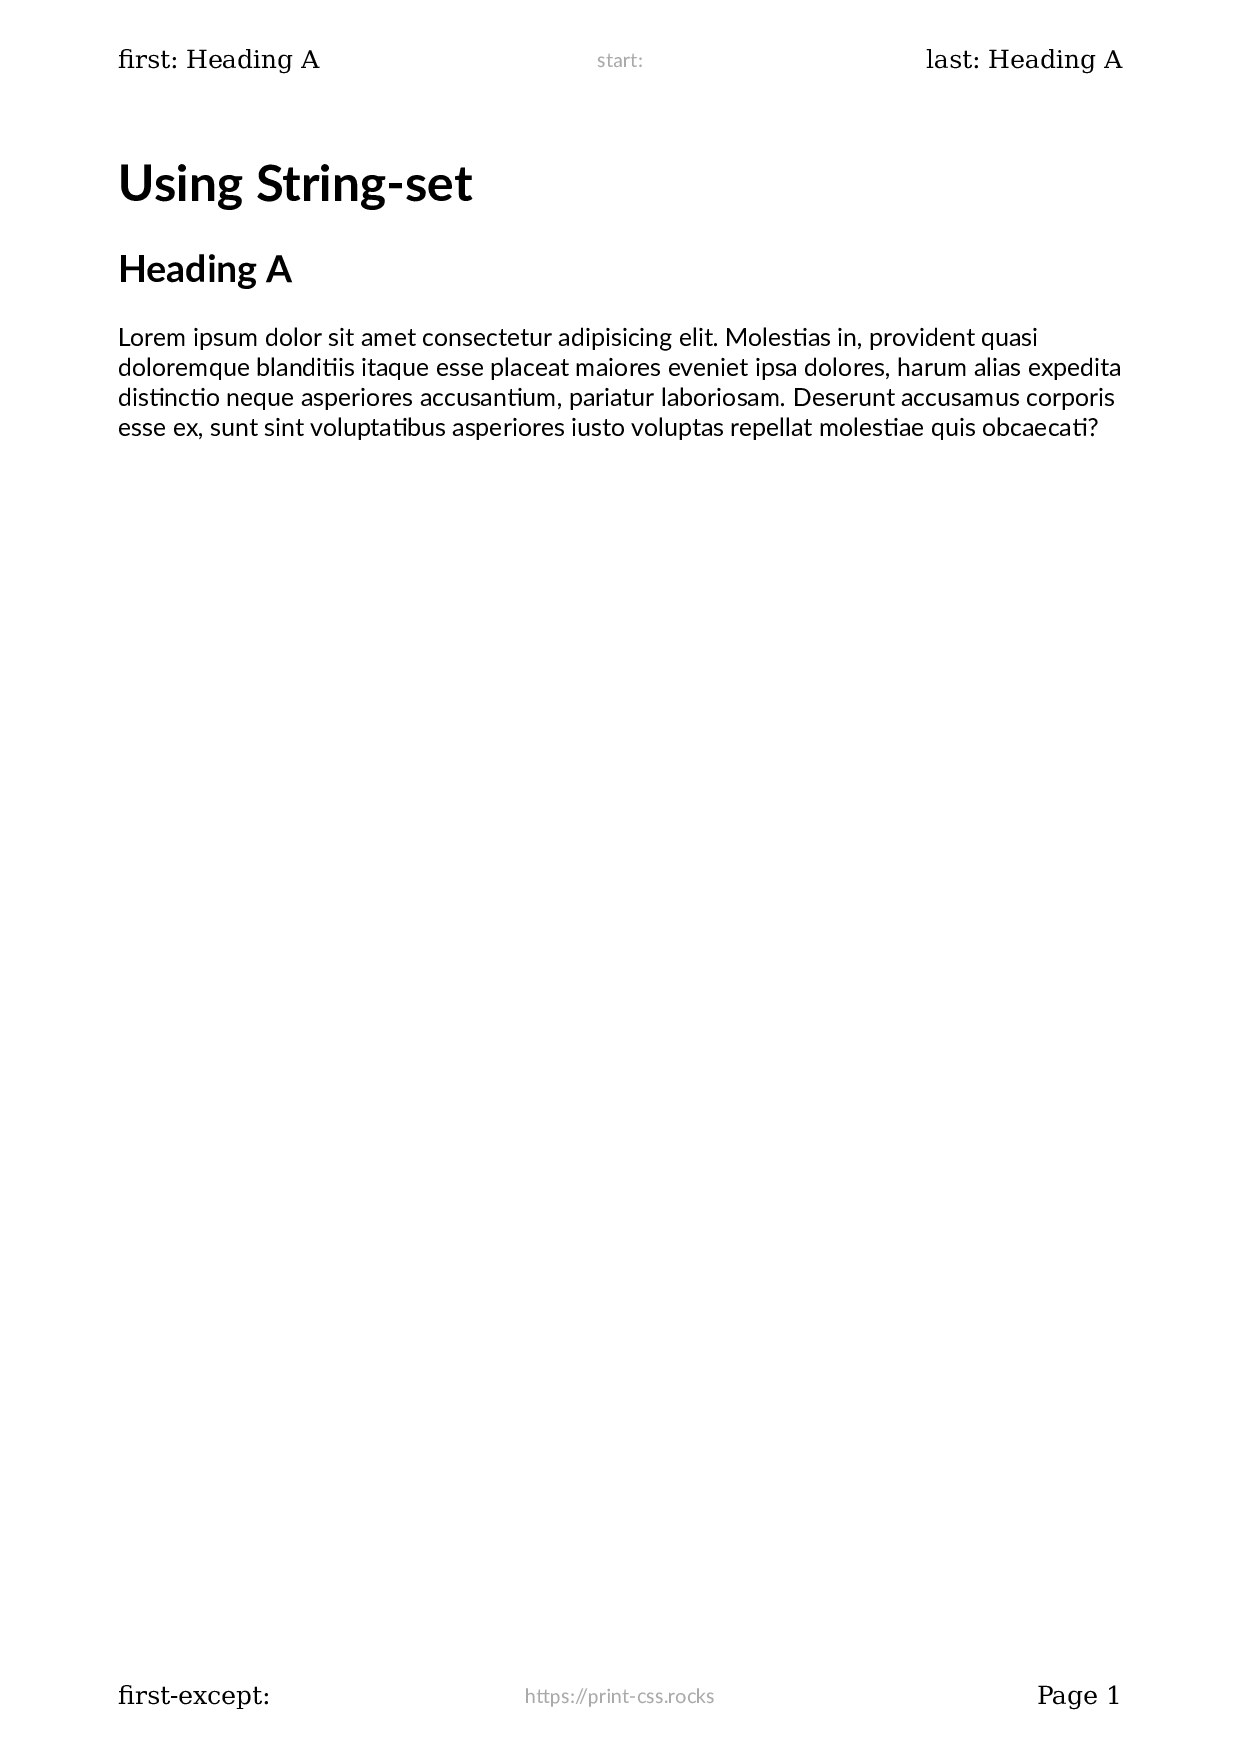 first: Heading A
start:
last: Heading A
Using String-set
Heading A
Lorem ipsum dolor sit amet consectetur adipisicing elit. Molestias in, provident quasi
doloremque blanditiis itaque esse placeat maiores eveniet ipsa dolores, harum alias expedita
distinctio neque asperiores accusantium, pariatur laboriosam. Deserunt accusamus corporis
esse ex, sunt sint voluptatibus asperiores iusto voluptas repellat molestiae quis obcaecati?
first-except:
https://print-css.rocks
Page 1